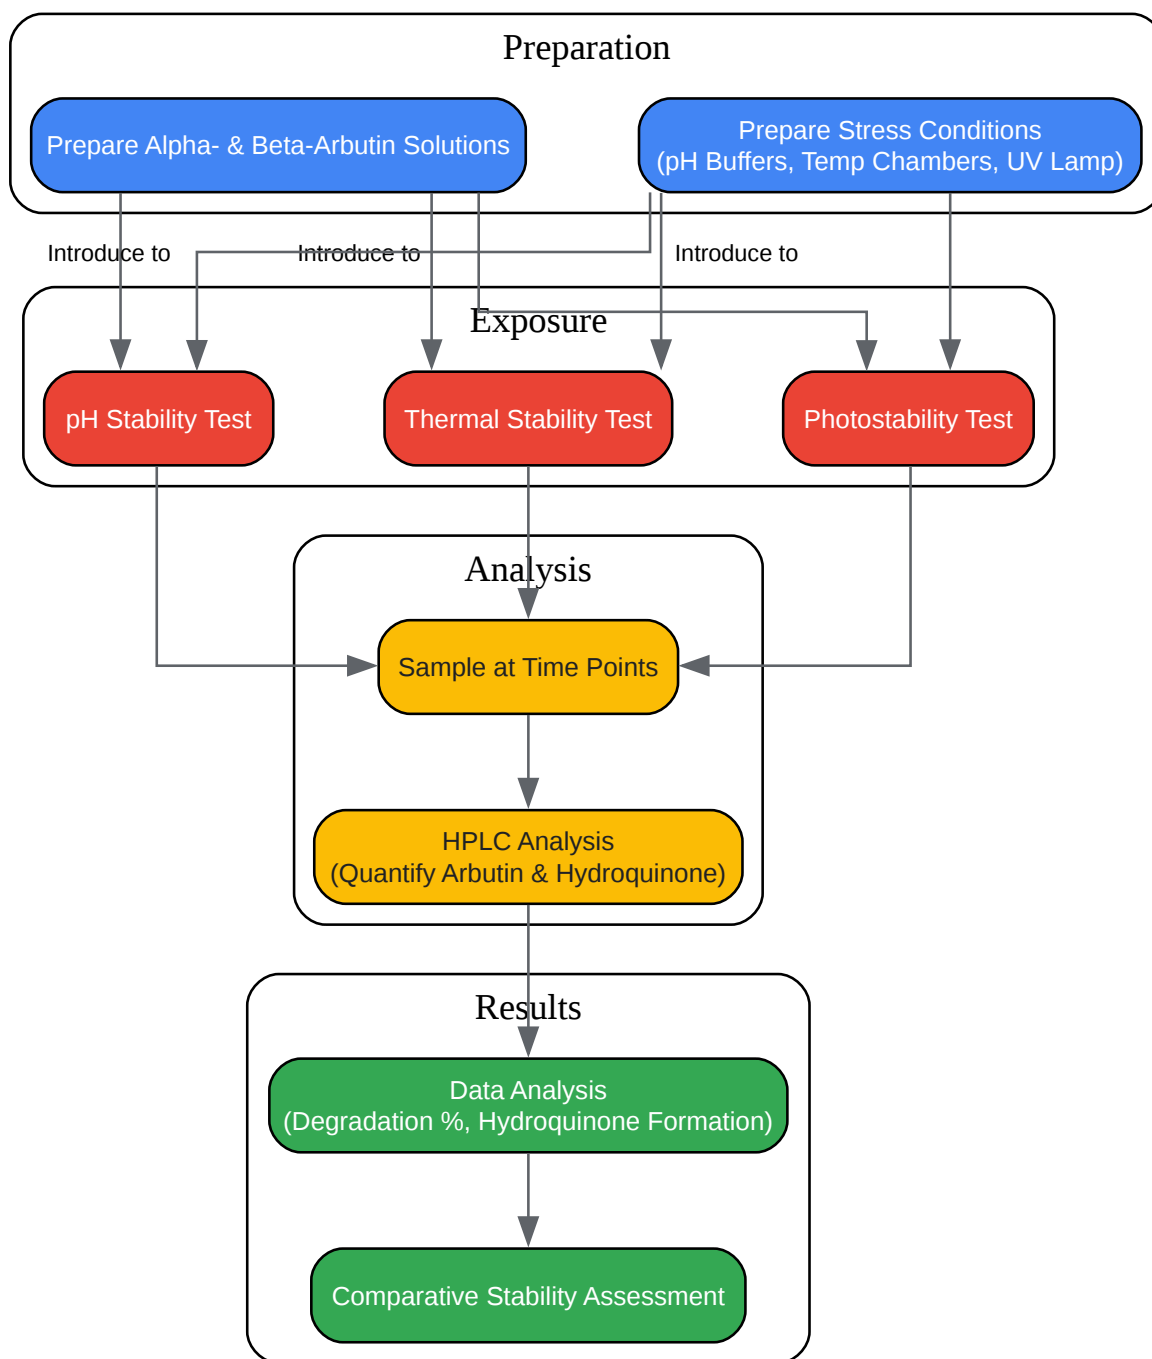 Preparation
Prepare Alpha- & Beta-Arbutin Solutions
Prepare Stress Conditions
(pH Buffers, Temp Chambers, UV Lamp)
Introduce to
Introduce to
Introduce to
Exposure
pH Stability Test
Thermal Stability Test
Photostability Test
Analysis
Sample at Time Points
HPLC Analysis
(Quantify Arbutin & Hydroquinone)
Results
Data Analysis
(Degradation %, Hydroquinone Formation)
Comparative Stability Assessment